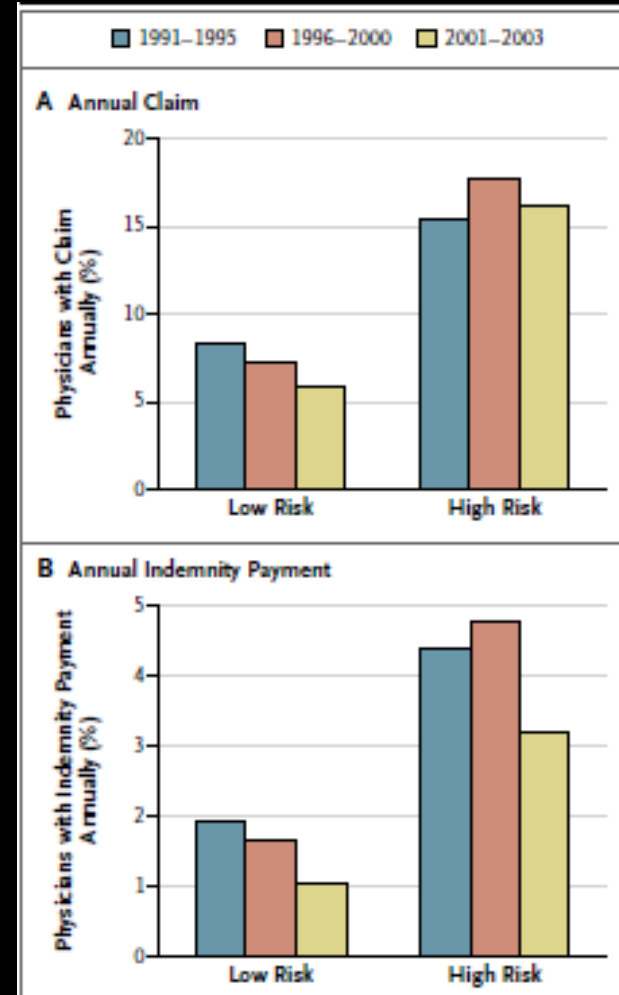 1991–1995 1996–2000 2001–2003
A Annual Claim
Physicians with Claim
Annually (%)
20
15
10
5
0
Low Risk High Risk
B Annual Indemnity Payment
Physicians with Indemnity Payment
Annually (%)
5
4
3
2
1
0
Low Risk High Risk